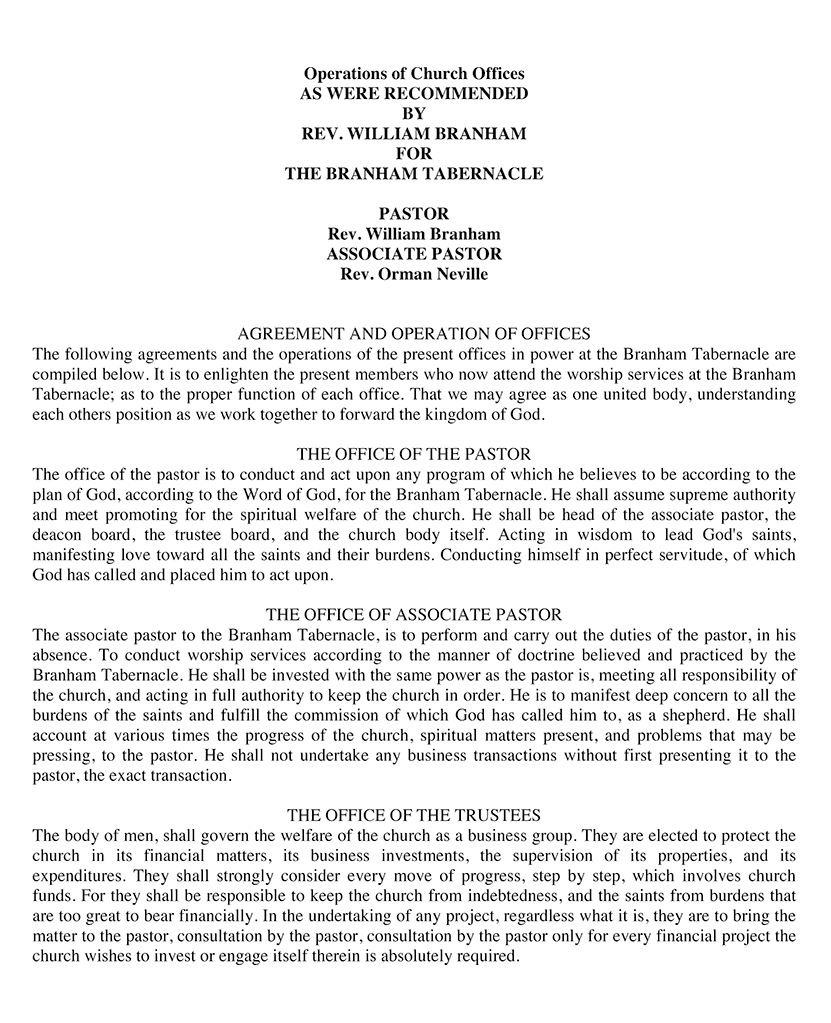 Operations of Church Offices
AS WERE RECOMMENDED
BY
REV. WILLIAM BRANHAM
FOR
THE BRANHAM TABERNACLE
PASTOR
Rev. William Branham
ASSOCIATE PASTOR
Rev. Orman Neville
AGREEMENT AND OPERATION OF OFFICES
The following agreements and the operations of the present offices in power at the Branham Tabernacle are
compiled below. It is to enlighten the present members who now attend the worship services at the Branham
Tabernacle; as to the proper function of each office. That we may agree as one united body, understanding
each others position as we work together to forward the kingdom of God.
THE OFFICE OF THE PASTOR
The office of the pastor is to conduct and act upon any program of which he believes to be according to the
plan of God, according to the Word of God, for the Branham Tabernacle. He shall assume supreme authority
and meet promoting for the spiritual welfare of the church. He shall be head of the associate pastor, the
deacon board, the trustee board, and the church body itself. Acting in wisdom to lead God's saints,
manifesting love toward all the saints and their burdens. Conducting himself in perfect servitude, of which
God has called and placed him to act upon.
THE OFFICE OF ASSOCIATE PASTOR
The associate pastor to the Branham Tabernacle, is to perform and carry out the duties of the pastor, in his
absence. To conduct worship services according to the manner of doctrine believed and practiced by the
Branham Tabernacle. He shall be invested with the same power as the pastor is, meeting all responsibility of
the church, and acting in full authority to keep the church in order. He is to manifest deep concern to all the
burdens of the saints and fulfill the commission of which God has called him to, as a shepherd. He shall
account at various times the progress of the church, spiritual matters present, and problems that may be
pressing, to the pastor. He shall not undertake any business transactions without first presenting it to the
pastor, the exact transaction.
THE OFFICE OF THE TRUSTEES
The body of men, shall govern the welfare of the church as a business group. They are elected to protect the
church in its financial matters, its business investments, the supervision of its properties, and its
expenditures. They shall strongly consider every move of progress, step by step, which involves church
funds. For they shall be responsible to keep the church from indebtedness, and the saints from burdens that
are too great to bear financially. In the undertaking of any project, regardless what it is, they are to bring the
matter to the pastor, consultation by the pastor, consultation by the pastor only for every financial project the
church wishes to invest or engage itself therein is absolutely required.